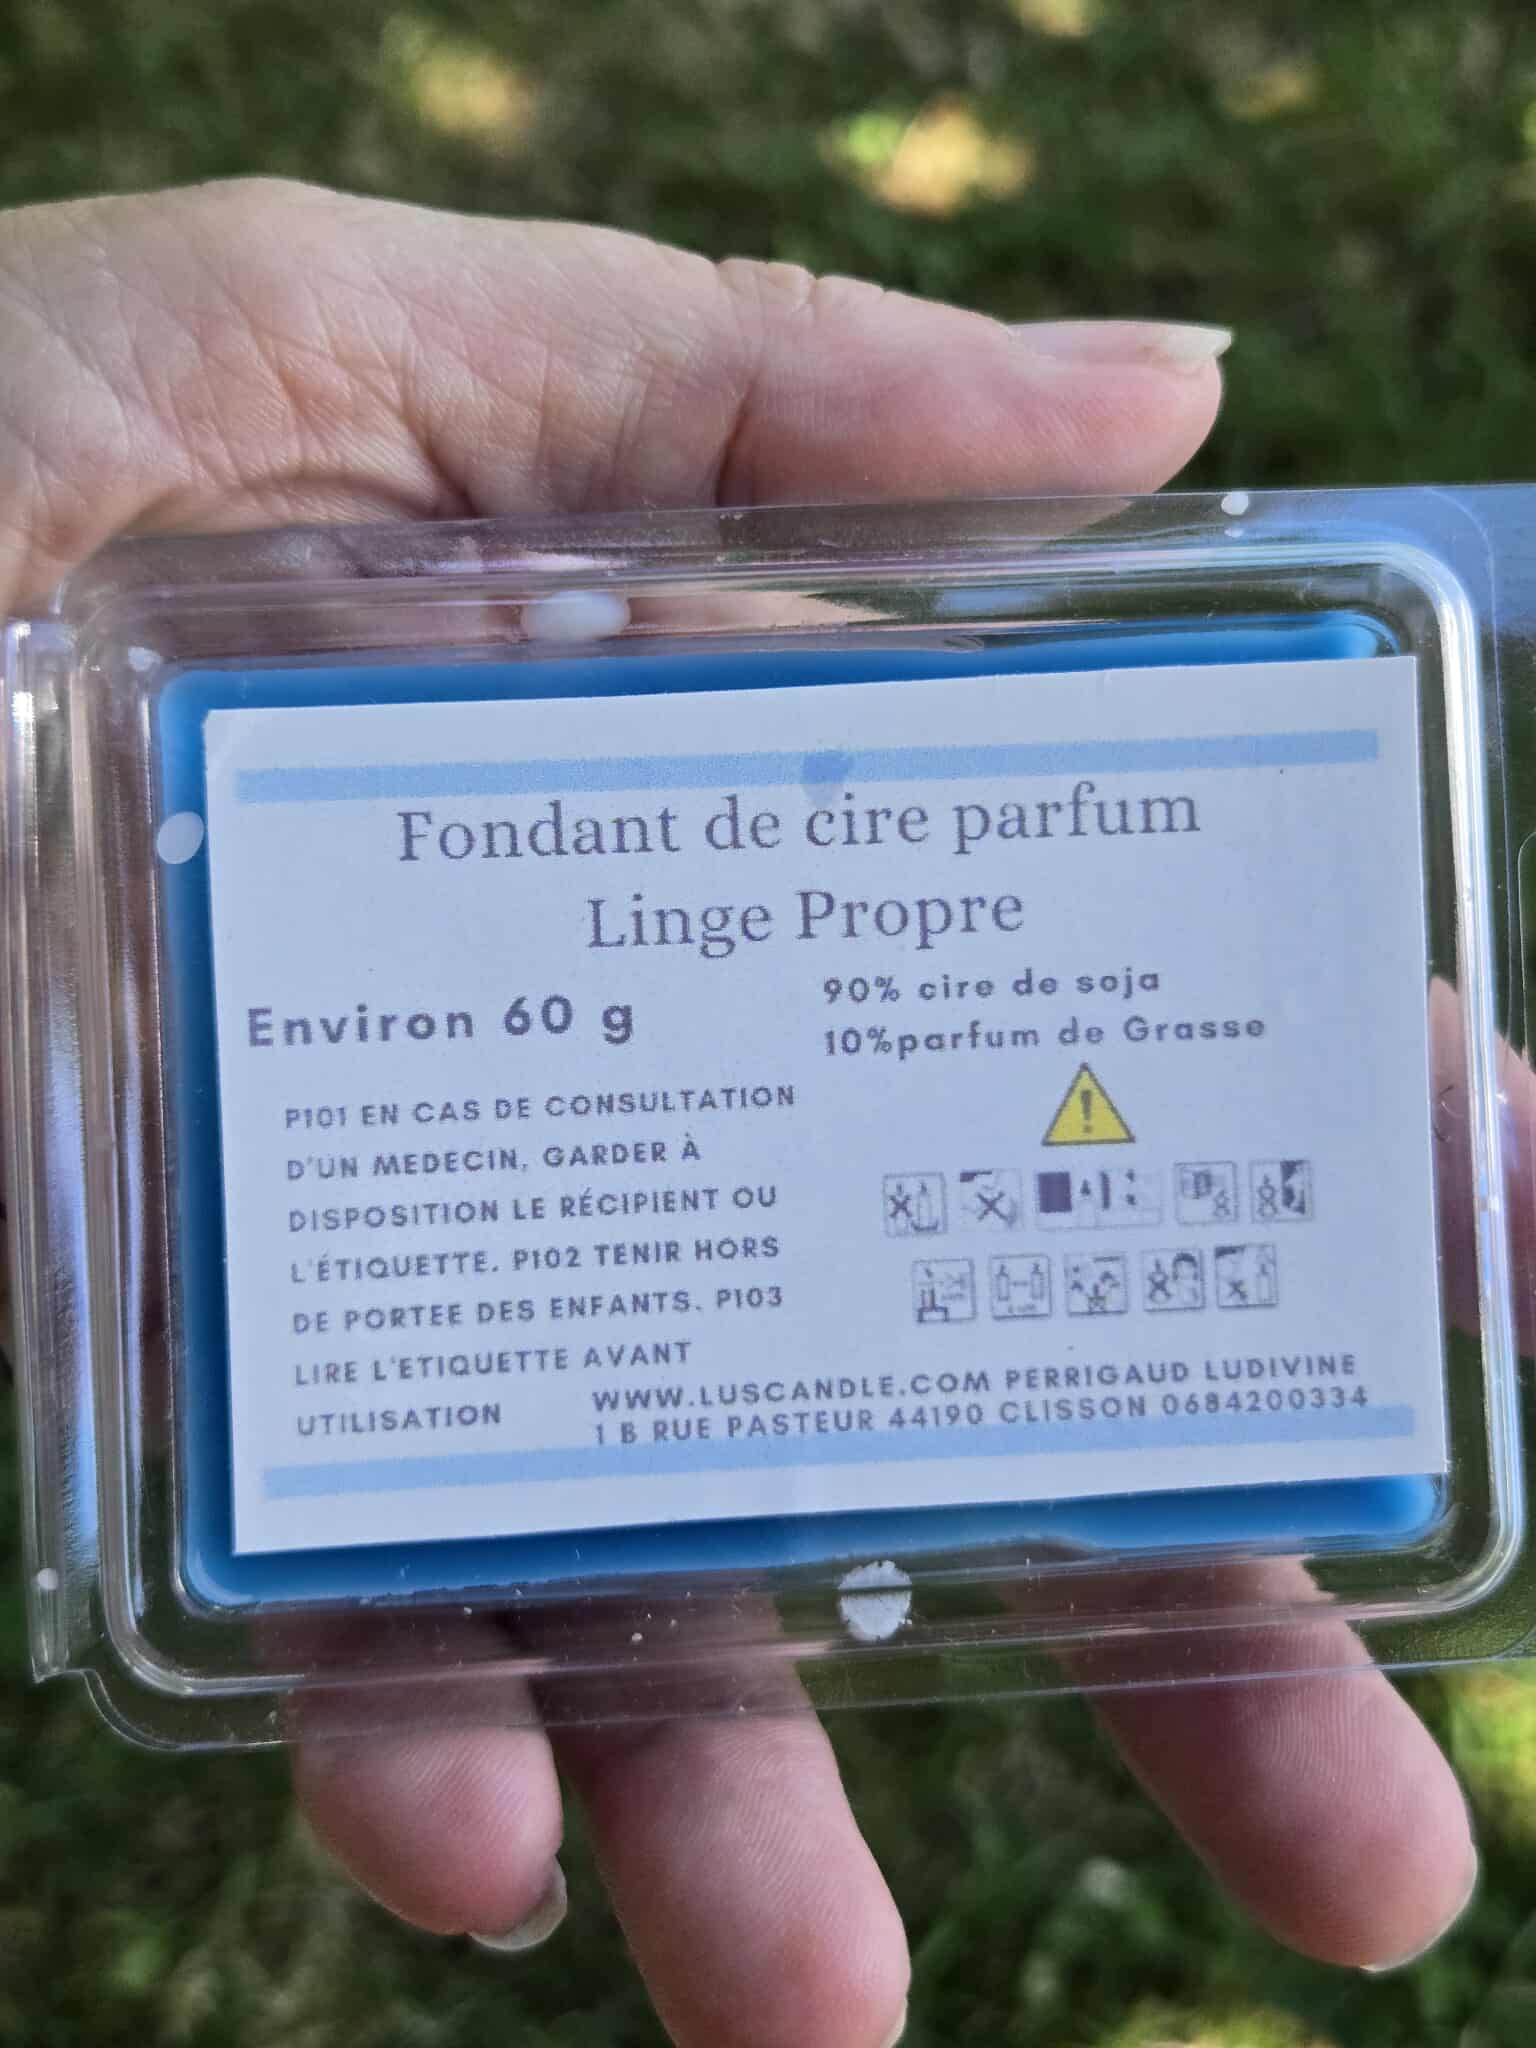 Fondant de cire parfum
Linge Propre
Environ 60 g
90% cire de soja
10%parfum de Grasse
P101 EN CAS DE CONSULTATION
D'UN MEDECIN, GARDER À
DISPOSITION LE RÉCIPIENT OU
L'ÉTIQUETTE. P102 TENIR HORS
DE PORTEE DES ENFANTS. P103
LIRE L'ETIQUETTE AVANT
UTILISATION
WWW.LUSCANDLE.COM PERRIGAUD LUDIVINE
1 B RUE PASTEUR 44190 CLISSON 0684200334